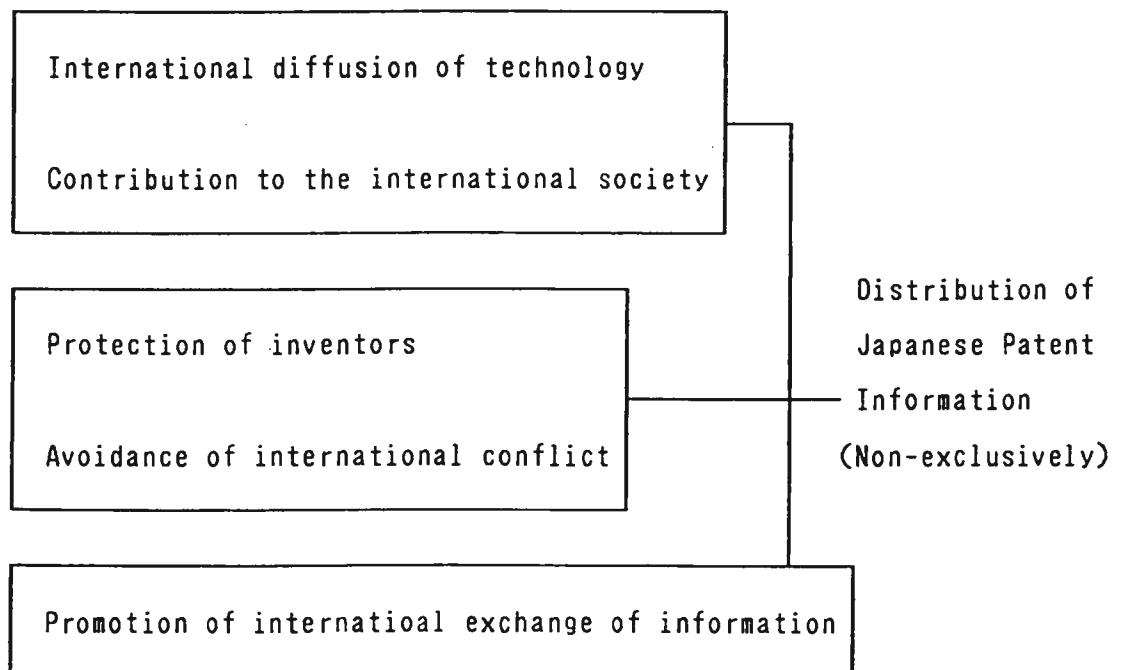 International diffusion of technology
Contribution to the international society
Protection of inventors
Avoidance of international conflict
Promotion of internatioal exchange of information
Distribution of
Japanese Patent
Information
(Non-exclusively)